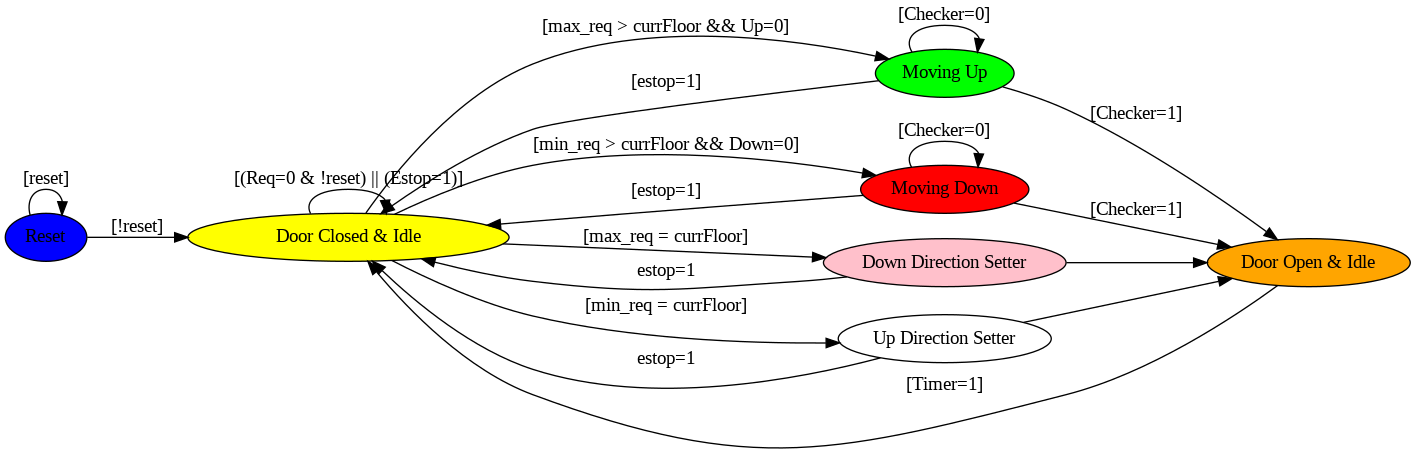 [Checker=0]
[max_req > currFloor && Up=0]
Moving Up
[estop=1]
[Checker=1]
[Checker=0]
[min_req > currFloor && Down=0]
[reset]
[(Req=0 & !reset) || (Estop=1)]
[estop=1]
Moving Down
[Checker=1]
[!reset]
Reset
Door Closed & Idle
[max_req = currFloor]
Down Direction Setter
Door Open & Idle
estop=1
[min_req = currFloor]
Up Direction Setter
estop=1
[Timer=1]